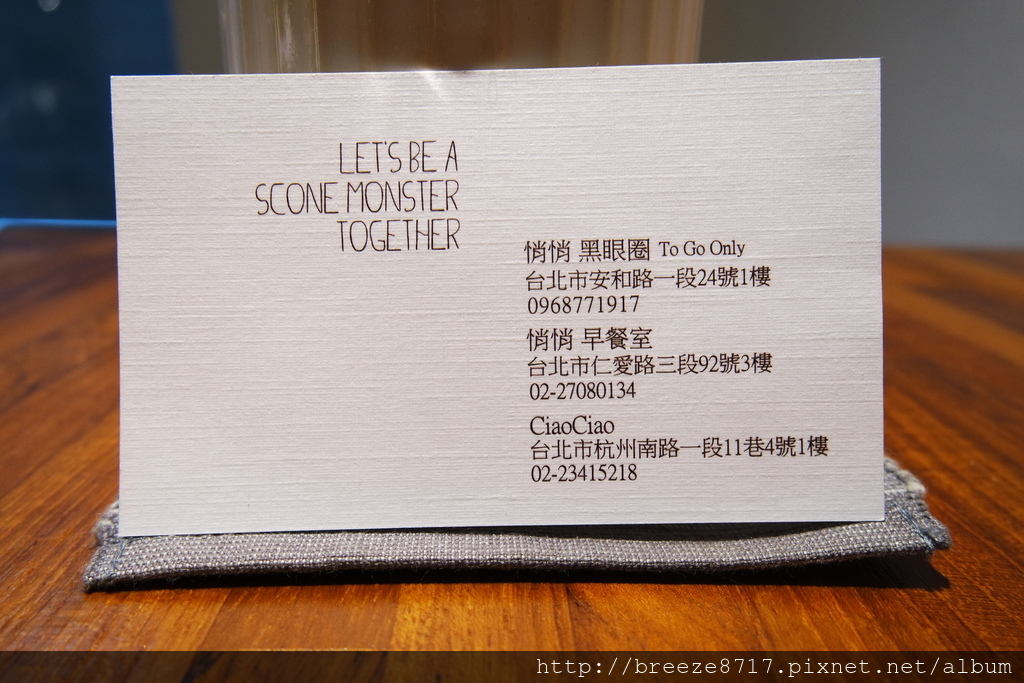 LET'S BE A
SCONE MONSTER
TOGETHER
悄悄 黑眼圈 To Go Only
台北市安和路一段24號1樓
0968771917
悄悄 早餐室
台北市仁愛路三段92號3樓
02-27080134
CiaoCiao
台北市杭州南路一段11巷4號1樓
02-23415218
http://breeze8717.pixnet.net/album